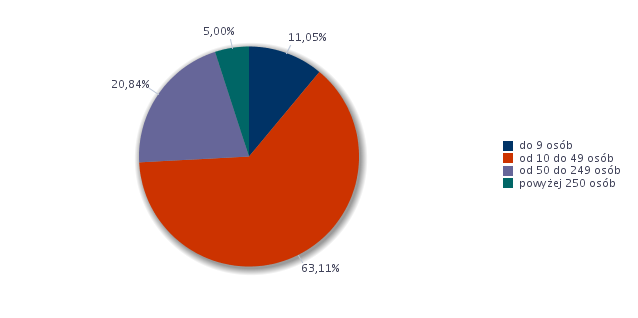 5,00%
11,05%
20,84%
63,11%
do 9 osób
od 10 do 49 osób
od 50 do 249 osób
powyżej 250 osób